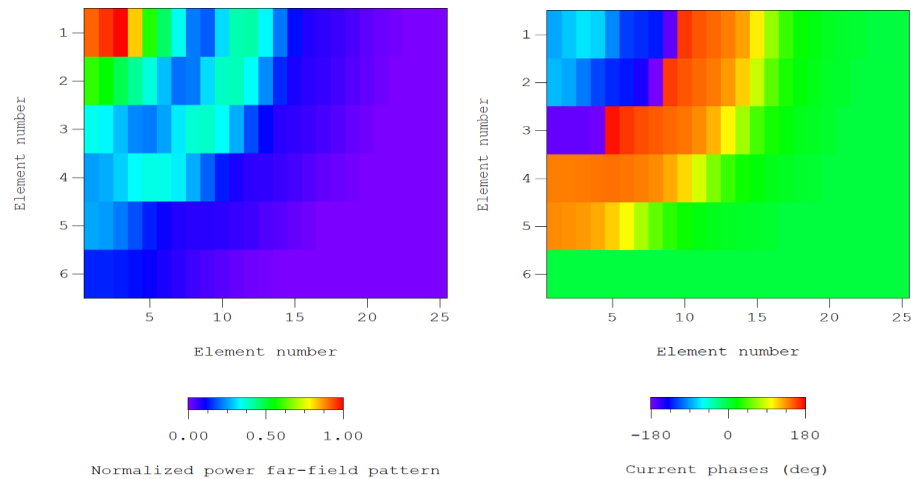 Element number
1
2
3
4
5
6
5 10 15 20 25
Element number
0.00 0.50 1.00
Normalized power far-field pattern
Element number
1
2
3
4
5
6
5 10 15 20 25
Element number
-180 0 180
Current phases (deg)